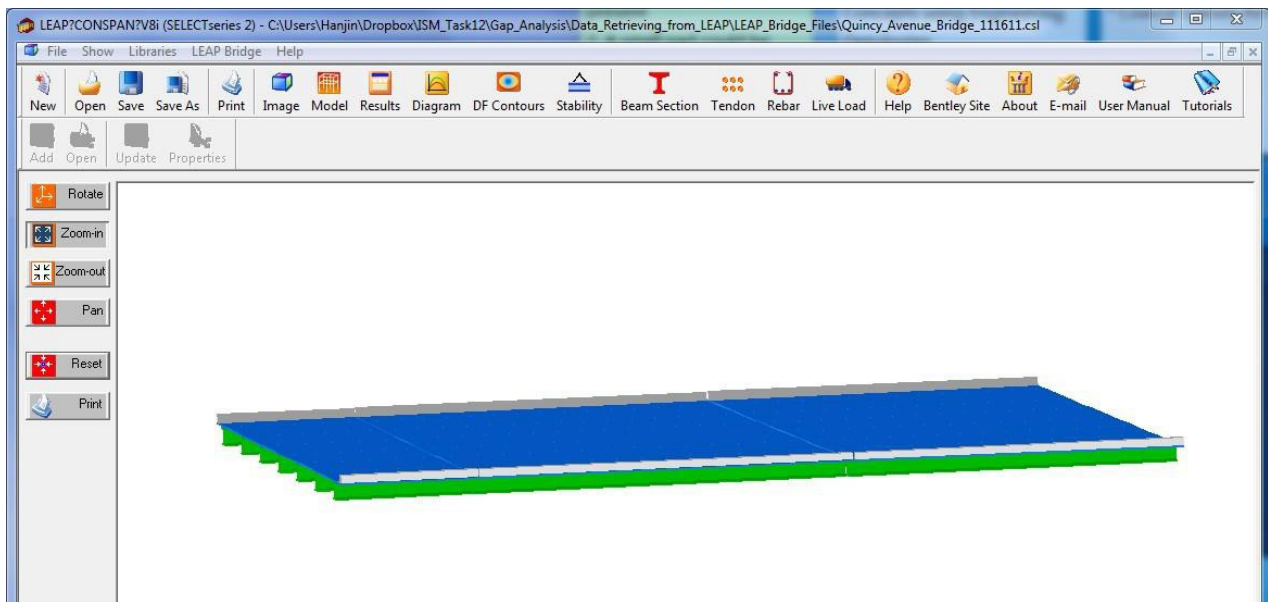 LEAP?CONSPAN?V8i (SELECTseries 2) - C:\Users\Hanjin\Dropbox\ISM_Task12\Gap_Analysis\Data_Retrieving_from_LEAP\LEAP_Bridge_Files\Quincy_Avenue_Bridge_111611.csl
File Show Libraries LEAP Bridge Help
New Open Save Save As Print Image Model Results Diagram DF Contours Stability Beam Section Tendon Rebar Live Load Help Bentley Site About E-mail User Manual Tutorials
Add Open Update Properties
Rotate
Zoom-in
Zoom-out
Pan
Reset
Print